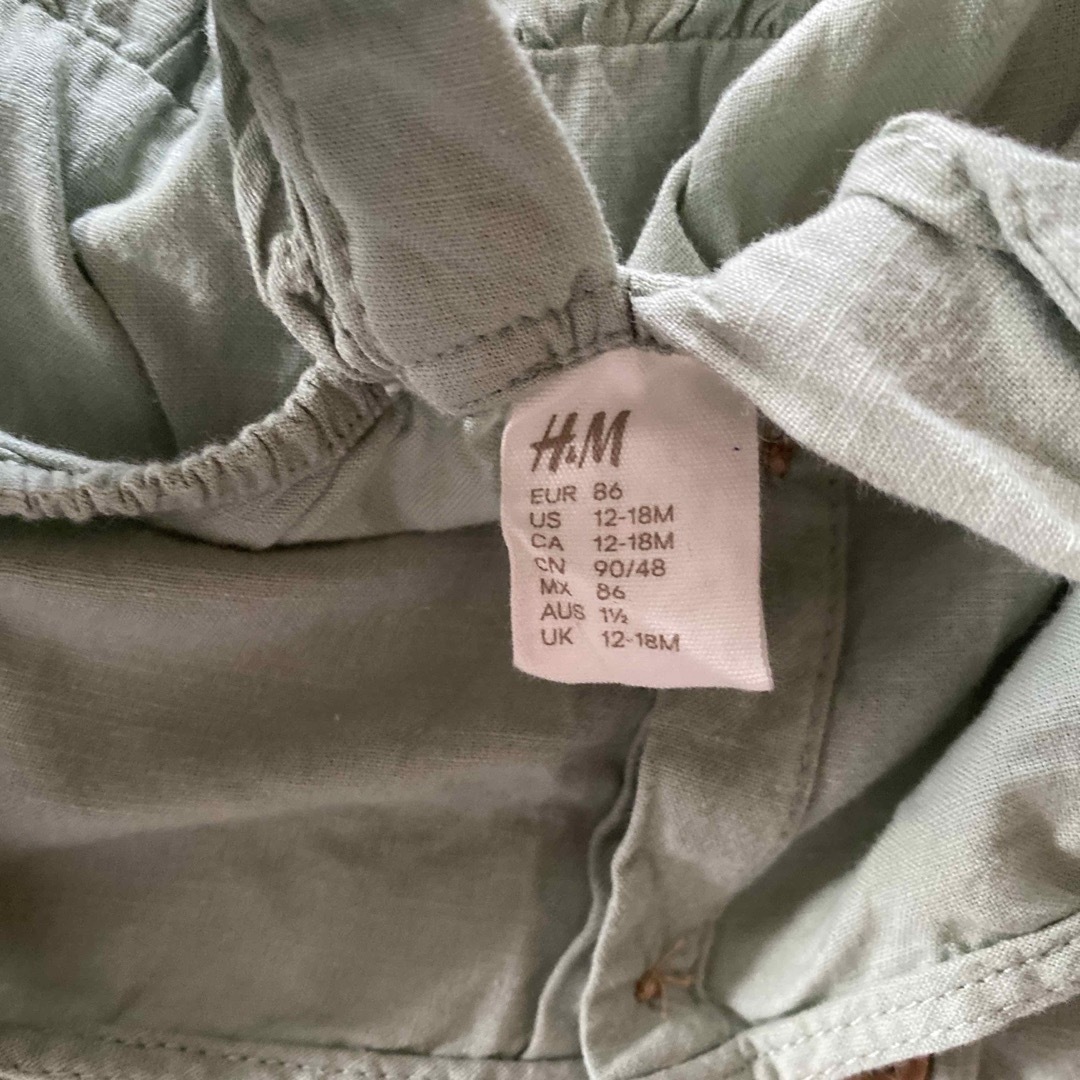 H&M
EUR 86
US 12-18M
CA 12-18M
CN 90/48
MX 86
AUS 1½
UK 12-18M